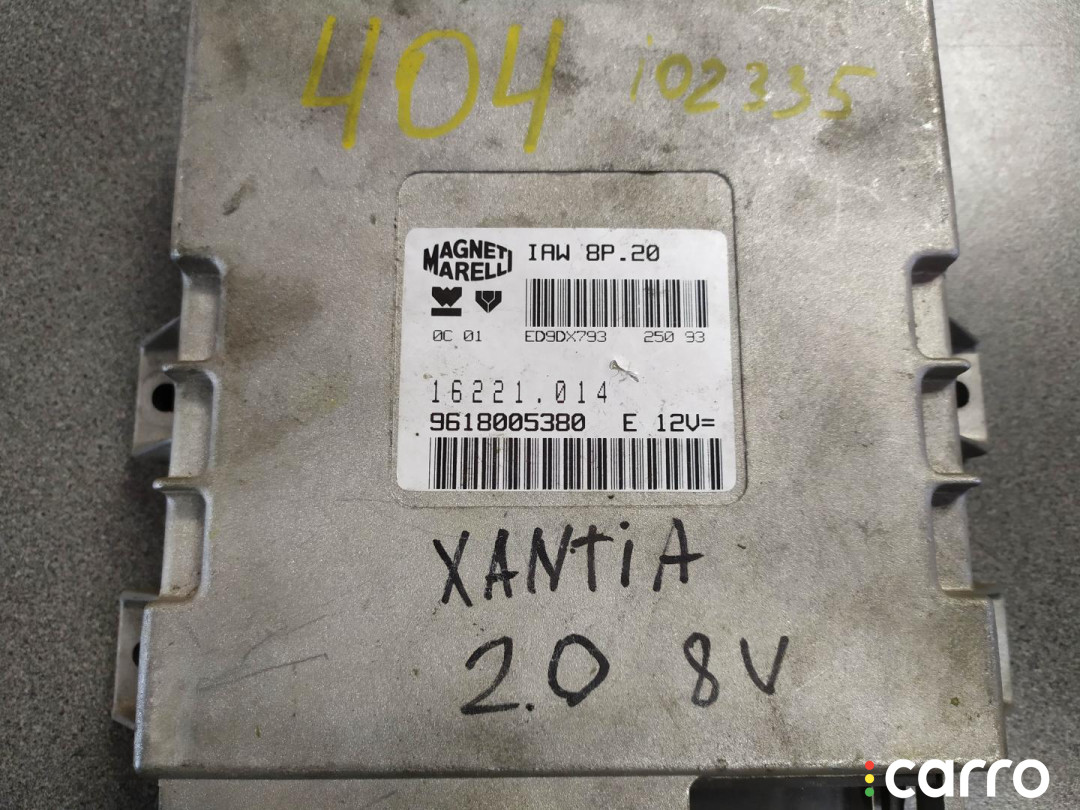 404 i02335
MAGNETI MARELLI IAW 8P.20
0C 01 ED9DX793 250 93
16221.014
9618005380 E 12V=
XANTiA
2.0 8V
carro